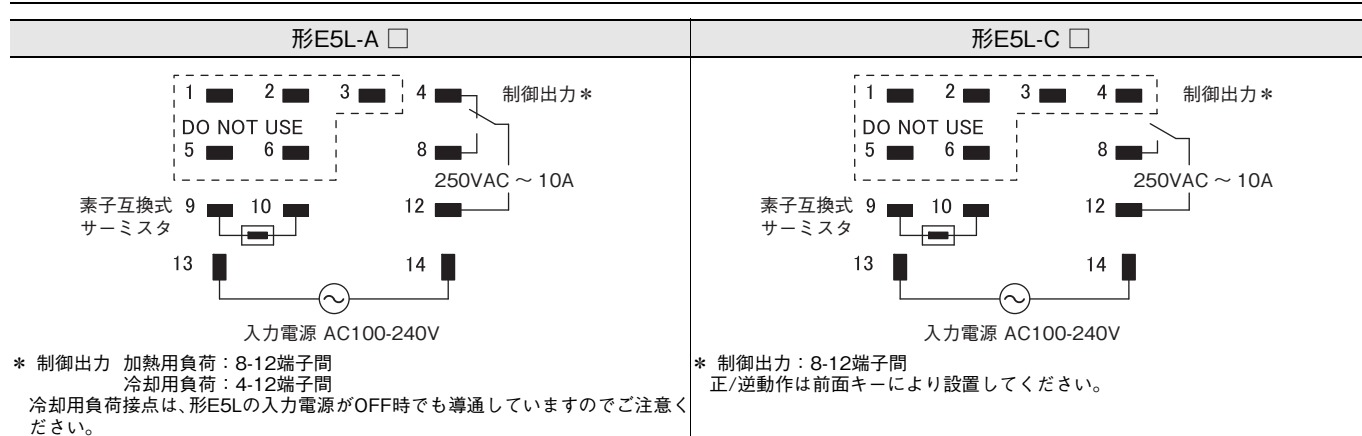 形E5L-A □
1 2 3 4 制御出力＊
DO NOT USE
5 6 8
250VAC ～ 10A
素子互換式 9 10 12
サーミスタ
13 14
入力電源 AC100-240V
＊ 制御出力 加熱用負荷：8-12端子間
冷却用負荷：4-12端子間
冷却用負荷接点は、形E5Lの入力電源がOFF時でも導通していますのでご注意く
ださい。
形E5L-C □
1 2 3 4 制御出力＊
DO NOT USE
5 6 8
250VAC ～ 10A
素子互換式 9 10 12
サーミスタ
13 14
入力電源 AC100-240V
＊ 制御出力：8-12端子間
正/逆動作は前面キーにより設置してください。